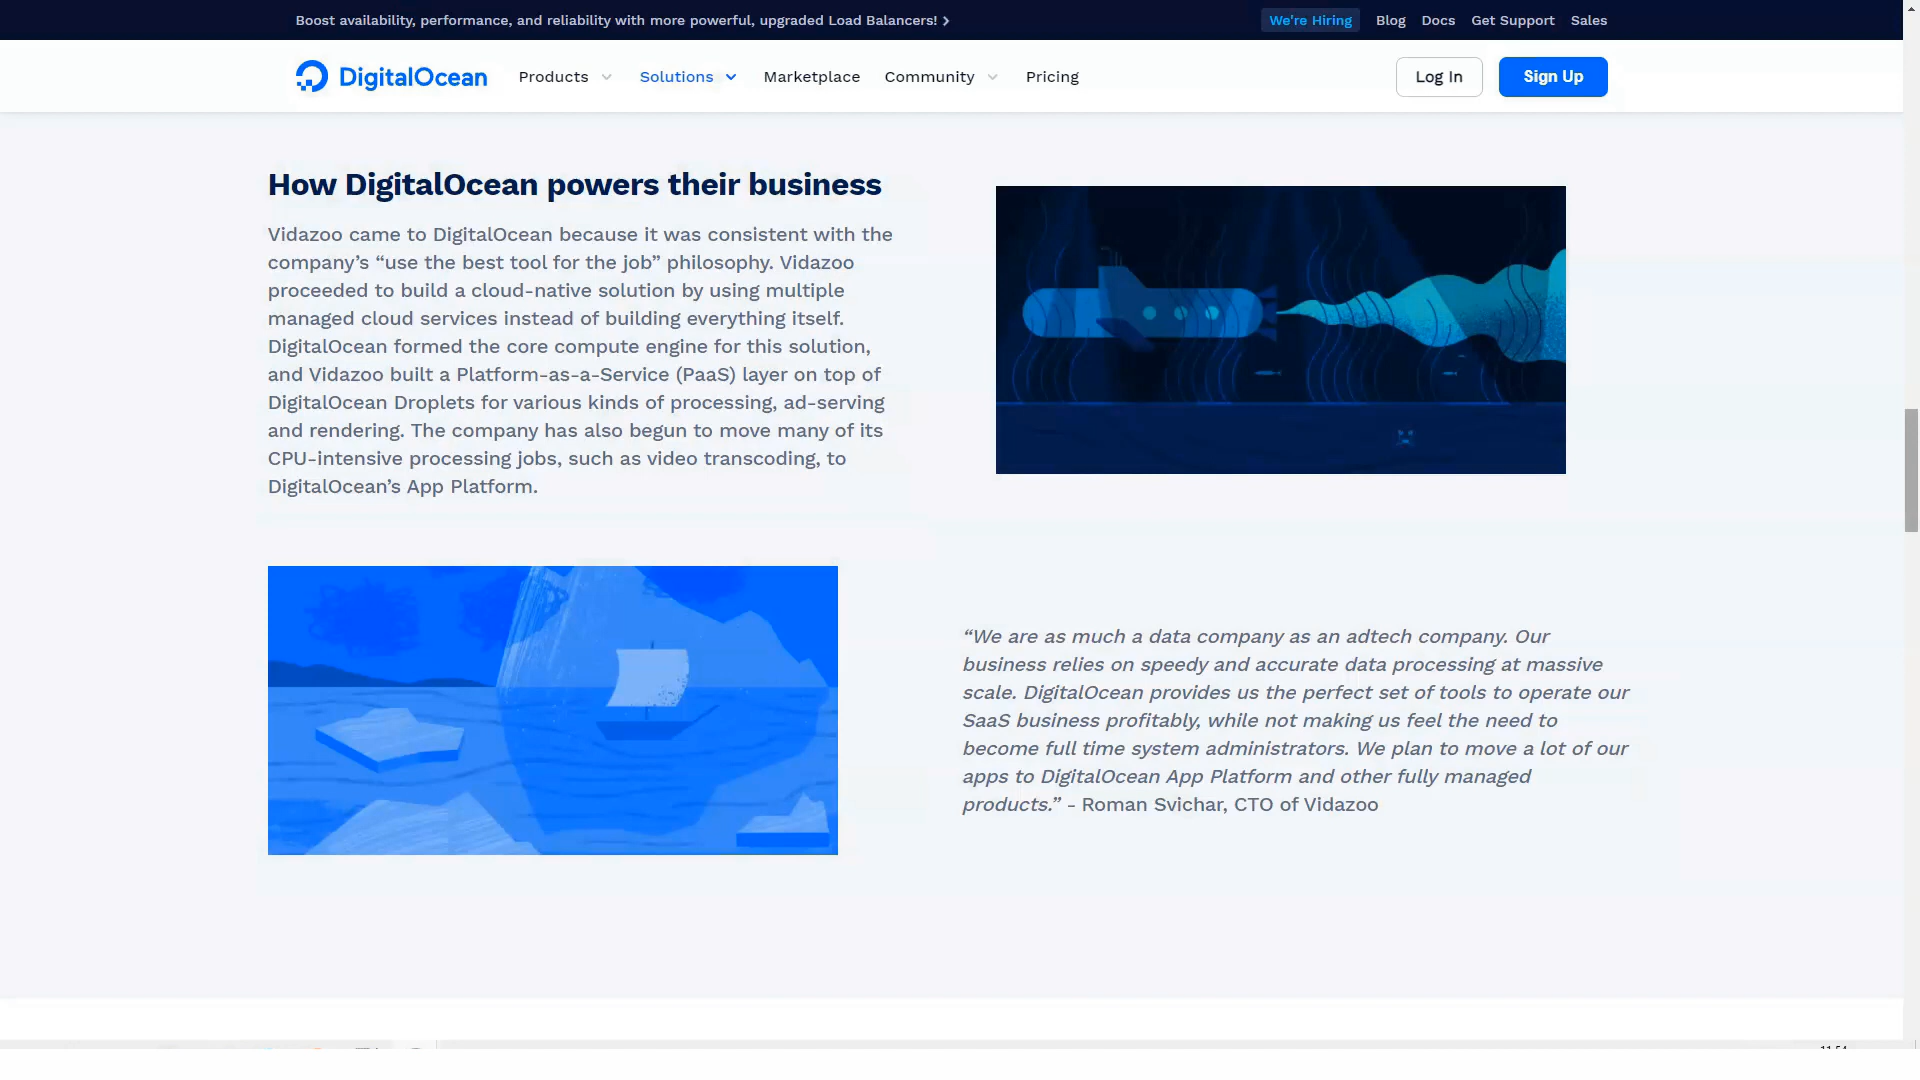 Boost availability, performance, and reliability with more powerful, upgraded Load Balancers!
We're Hiring
Blog
Docs
Get Support
Sales
DigitalOcean
Products
Solutions
Marketplace
Community
Pricing
Log In
Sign Up
How DigitalOcean powers their business
Vidazoo came to DigitalOcean because it was consistent with the
company’s “use the best tool for the job” philosophy. Vidazoo
proceeded to build a cloud-native solution by using multiple
managed cloud services instead of building everything itself.
DigitalOcean formed the core compute engine for this solution,
and Vidazoo built a Platform-as-a-Service (PaaS) layer on top of
DigitalOcean Droplets for various kinds of processing, ad-serving
and rendering. The company has also begun to move many of its
CPU-intensive processing jobs, such as video transcoding, to
DigitalOcean’s App Platform.
“We are as much a data company as an adtech company. Our
business relies on speedy and accurate data processing at massive
scale. DigitalOcean provides us the perfect set of tools to operate our
SaaS business profitably, while not making us feel the need to
become full time system administrators. We plan to move a lot of our
apps to DigitalOcean App Platform and other fully managed
products.” - Roman Svichar, CTO of Vidazoo